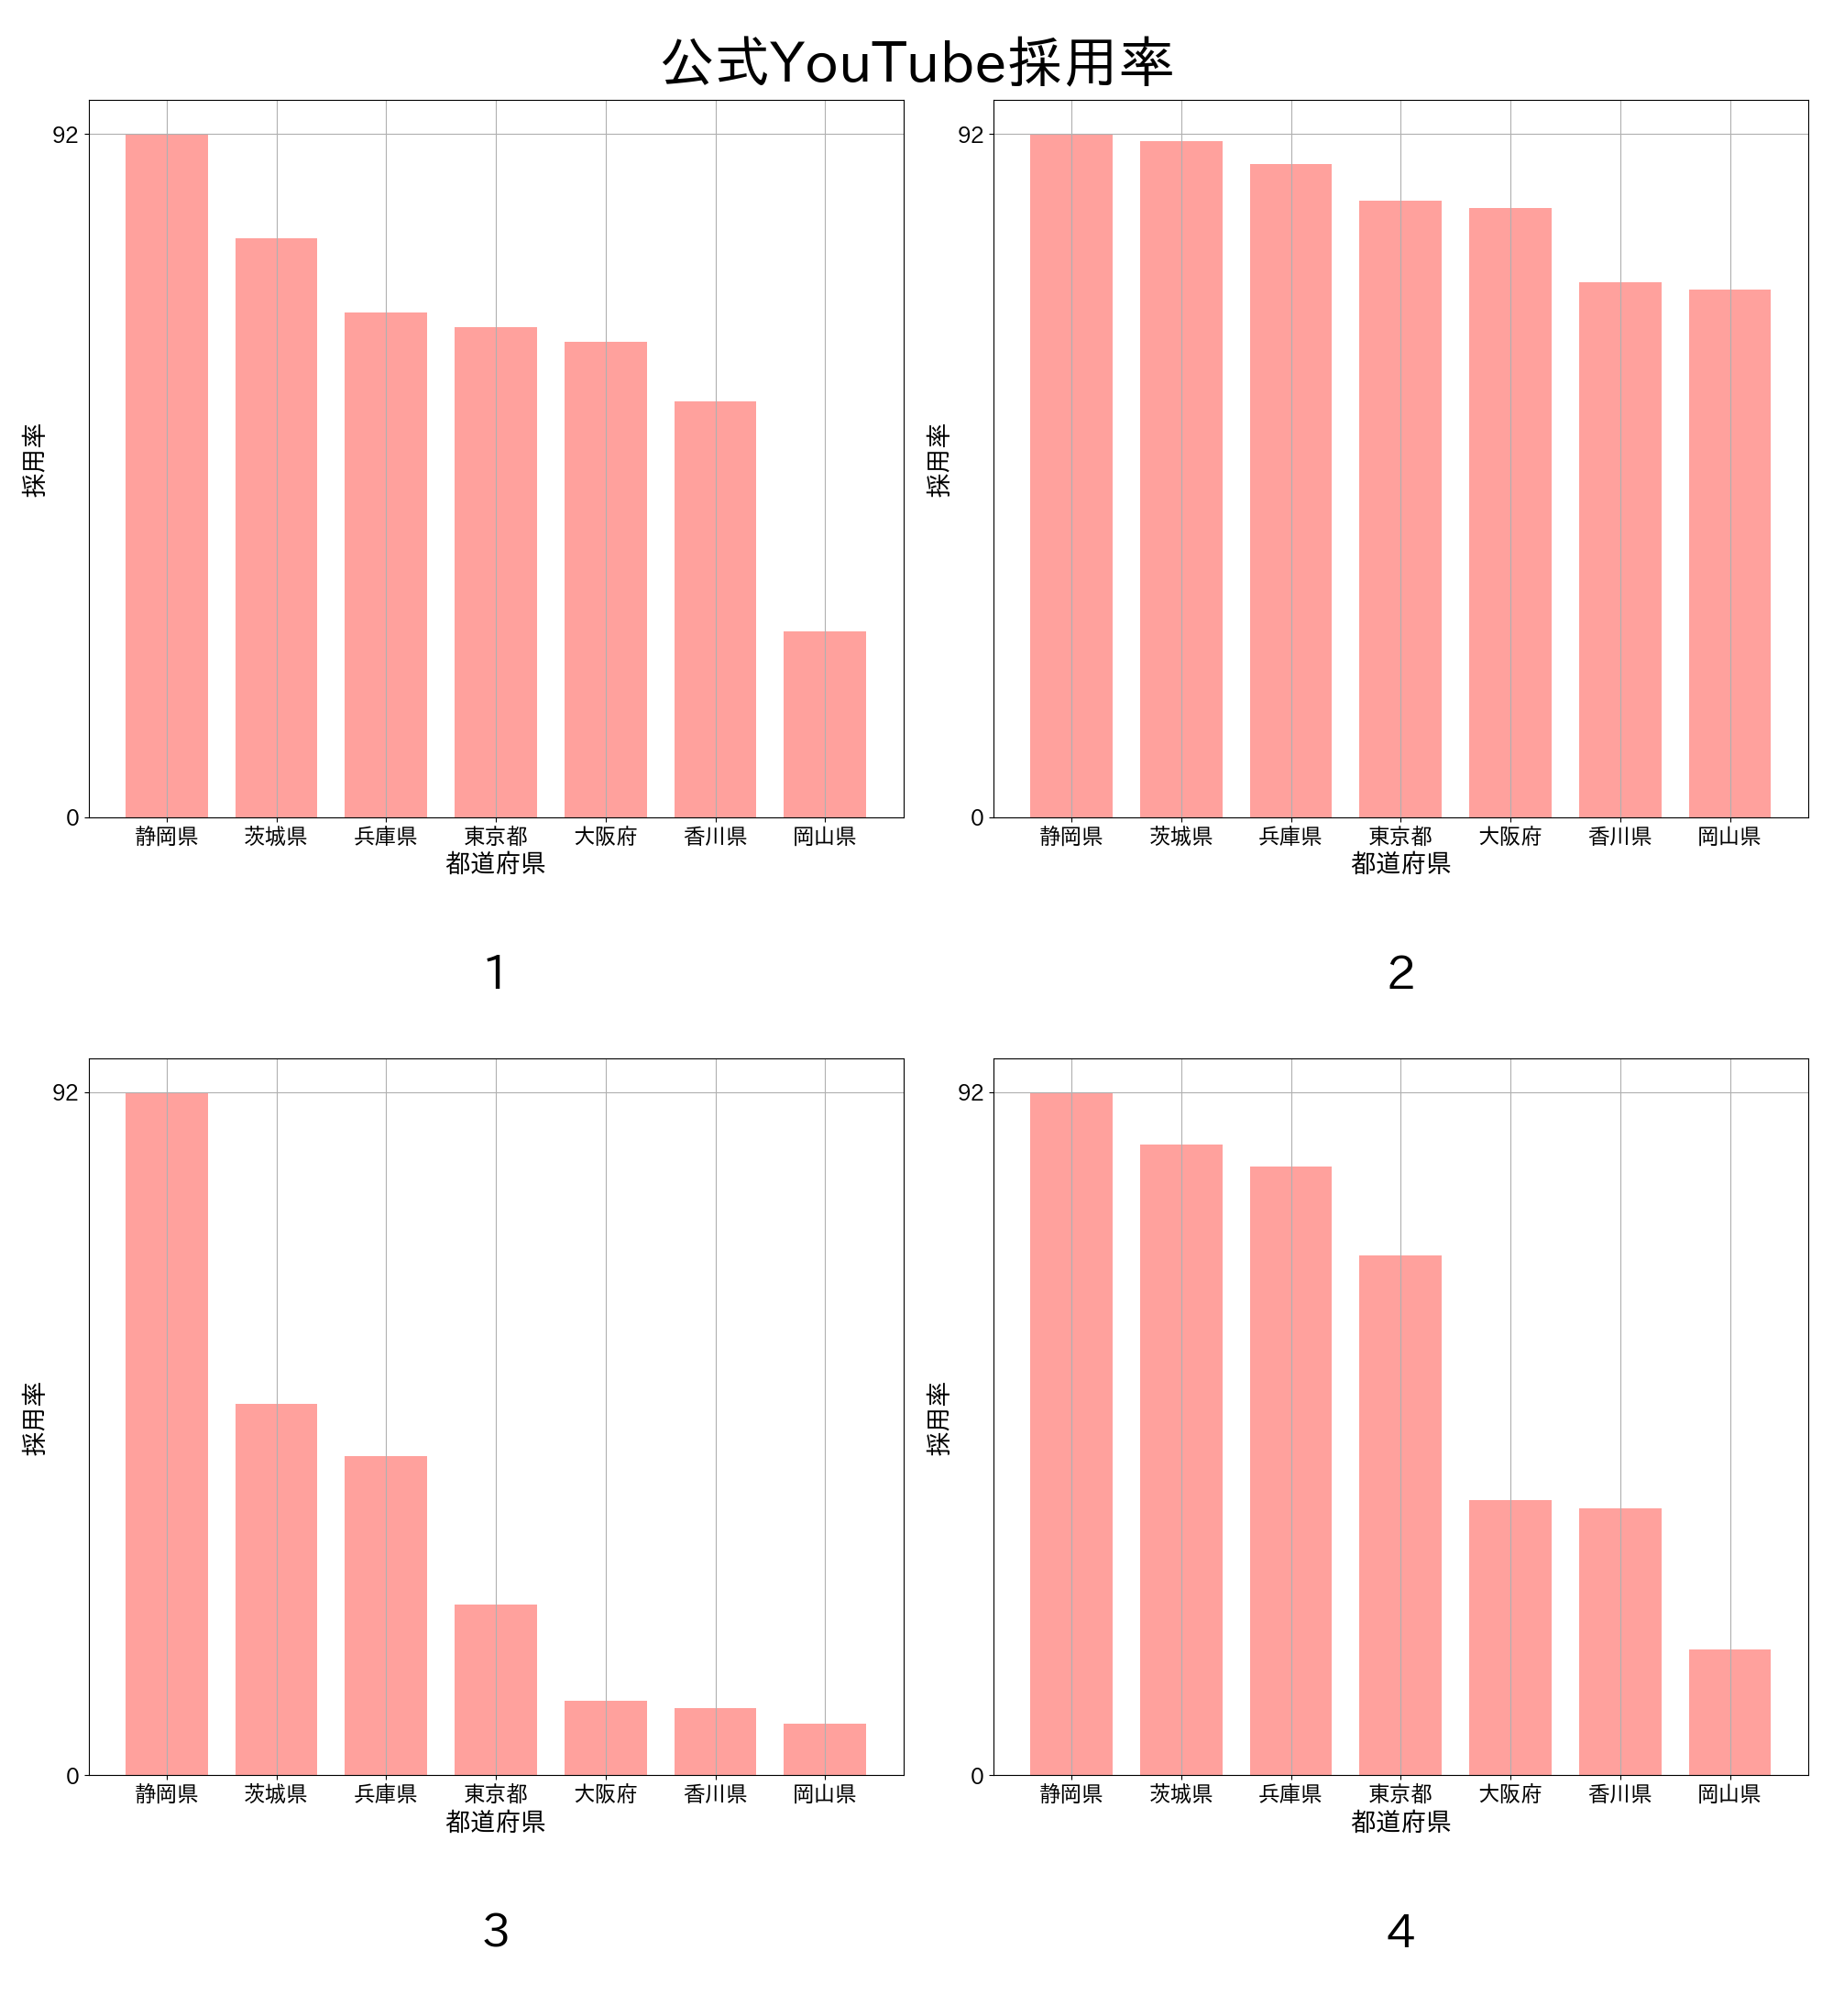 公式YouTube採用率
92
0
採用率
静岡県 茨城県 兵庫県 東京都 大阪府 香川県 岡山県
都道府県
1
92
0
採用率
静岡県 茨城県 兵庫県 東京都 大阪府 香川県 岡山県
都道府県
2
92
0
採用率
静岡県 茨城県 兵庫県 東京都 大阪府 香川県 岡山県
都道府県
3
92
0
採用率
静岡県 茨城県 兵庫県 東京都 大阪府 香川県 岡山県
都道府県
4